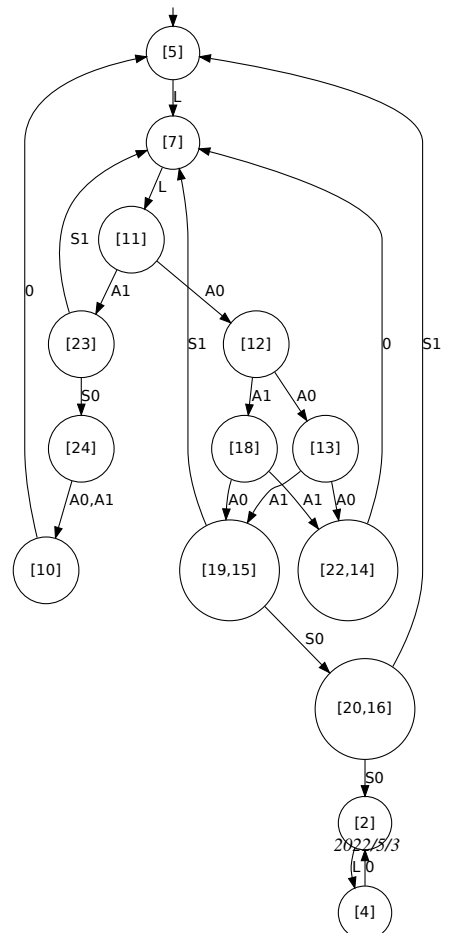 [5]
L
[7]
L
[11]
S1
A1
A0
0
S1
0
S1
[23]
[12]
S0
A1
A0
[24]
[18]
[13]
A0,A1
A0
A1
A1
A0
[10]
[19,15]
[22,14]
S0
[20,16]
S0
[2]
2022/5/3
L
0
[4]